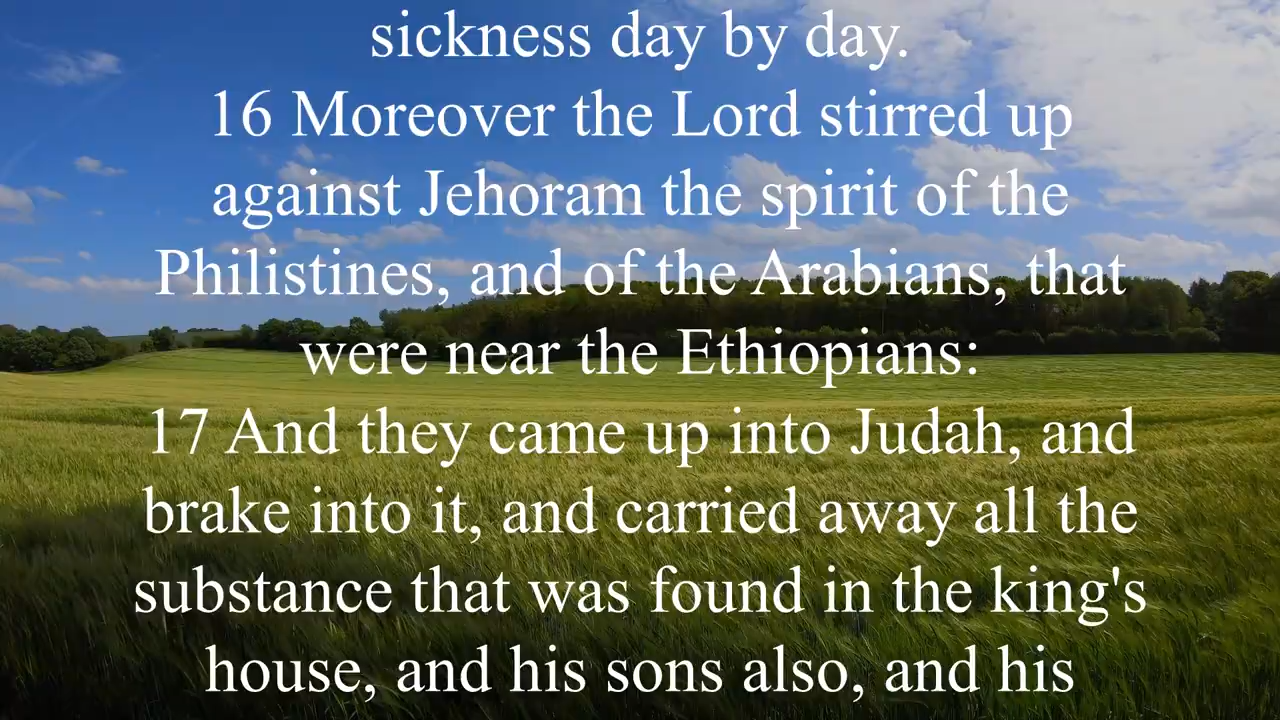 sickness day by day.
16 Moreover the Lord stirred up
against Jehoram the spirit of the
Philistines, and of the Arabians, that
were near the Ethiopians:
17 And they came up into Judah, and
brake into it, and carried away all the
substance that was found in the king's
house, and his sons also, and his